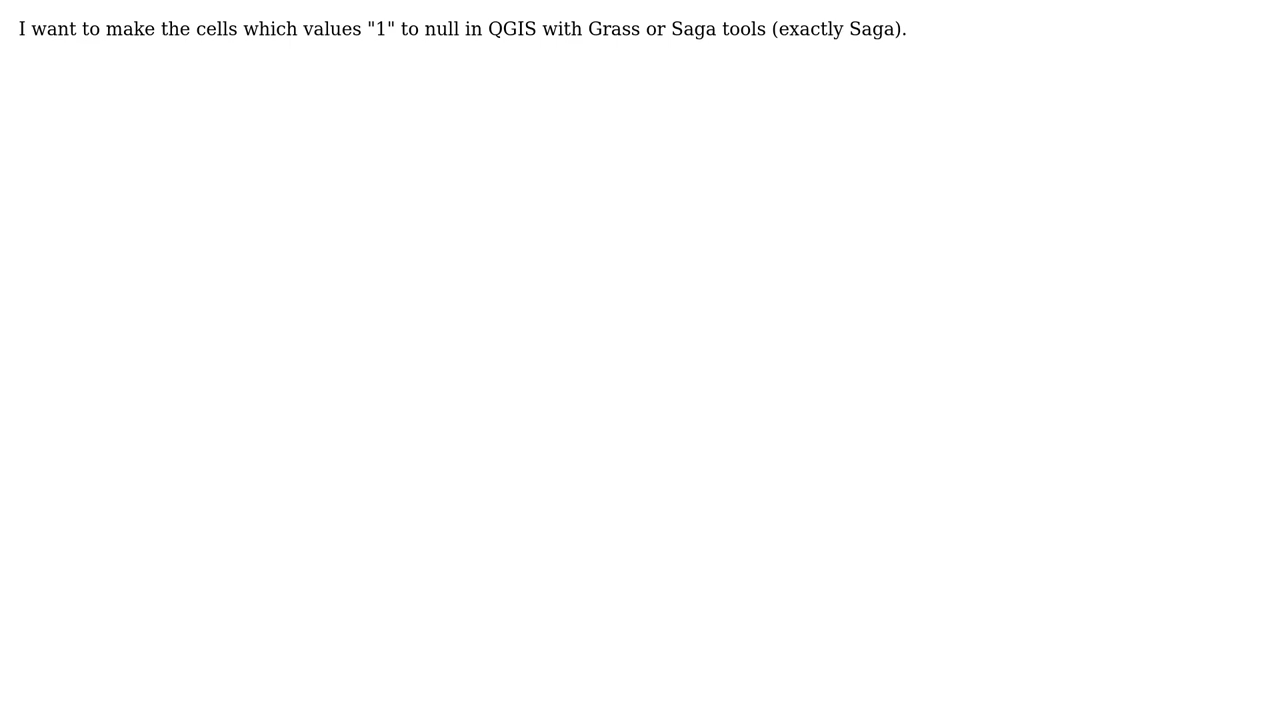 I want to make the cells which values "1" to null in QGIS with Grass or Saga tools (exactly Saga).